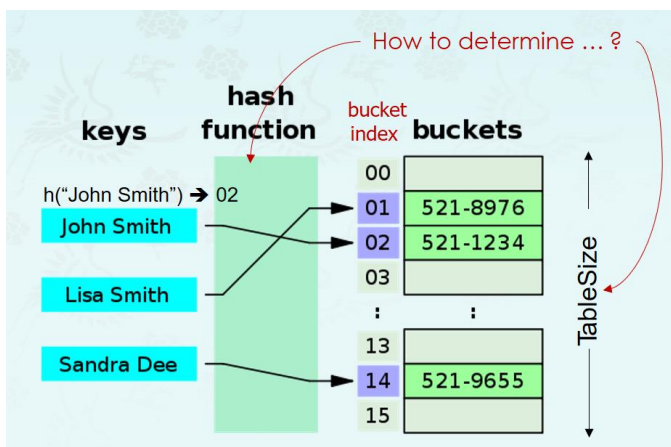 How to determine … ?
keys
hash
function
bucket
index
buckets
h(“John Smith”) ➔ 02
John Smith
Lisa Smith
Sandra Dee
00
01 521-8976
02 521-1234
03
: :
13
14 521-9655
15
TableSize